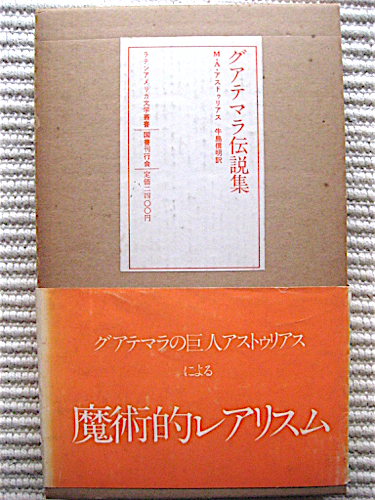 グアテマラ伝説集
M・A・アストゥリアス 牛島信明訳
ラテンアメリカ文学叢書 国書刊行会 定価二四〇〇円
グアテマラの巨人アストゥリアス
による
魔術的レアリスム